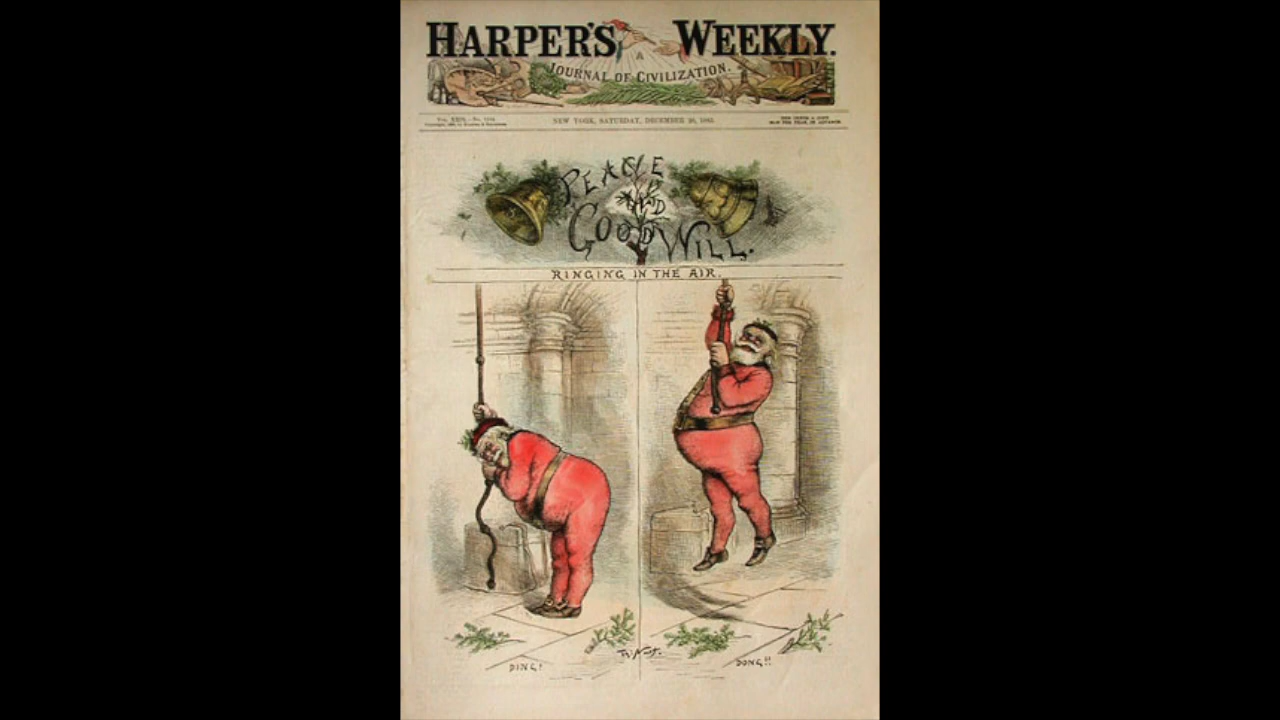 HARPER'S WEEKLY.
A
JOURNAL OF CIVILIZATION.
NEW YORK, SATURDAY, DECEMBER
PEACE
AND
GOOD WILL.
RINGING IN THE AIR.
DING!
DONG!!